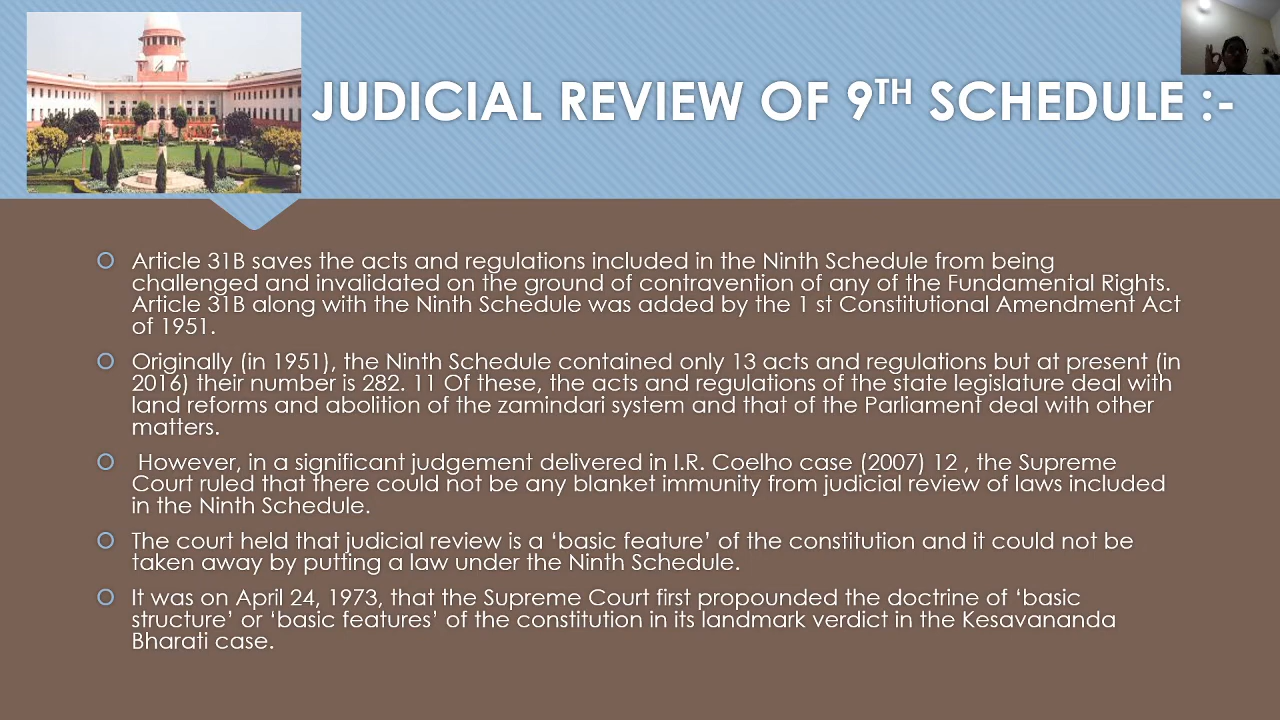 JUDICIAL REVIEW OF 9TH SCHEDULE :-
Article 31B saves the acts and regulations included in the Ninth Schedule from being
challenged and invalidated on the ground of contravention of any of the Fundamental Rights.
Article 31B along with the Ninth Schedule was added by the 1 st Constitutional Amendment Act
of 1951.
Originally (in 1951), the Ninth Schedule contained only 13 acts and regulations but at present (in
2016) their number is 282. 11 Of these, the acts and regulations of the state legislature deal with
land reforms and abolition of the zamindari system and that of the Parliament deal with other
matters.
However, in a significant judgement delivered in I.R. Coelho case (2007) 12 , the Supreme
Court ruled that there could not be any blanket immunity from judicial review of laws included
in the Ninth Schedule.
The court held that judicial review is a ‘basic feature’ of the constitution and it could not be
taken away by putting a law under the Ninth Schedule.
It was on April 24, 1973, that the Supreme Court first propounded the doctrine of ‘basic
structure’ or ‘basic features’ of the constitution in its landmark verdict in the Kesavananda
Bharati case.